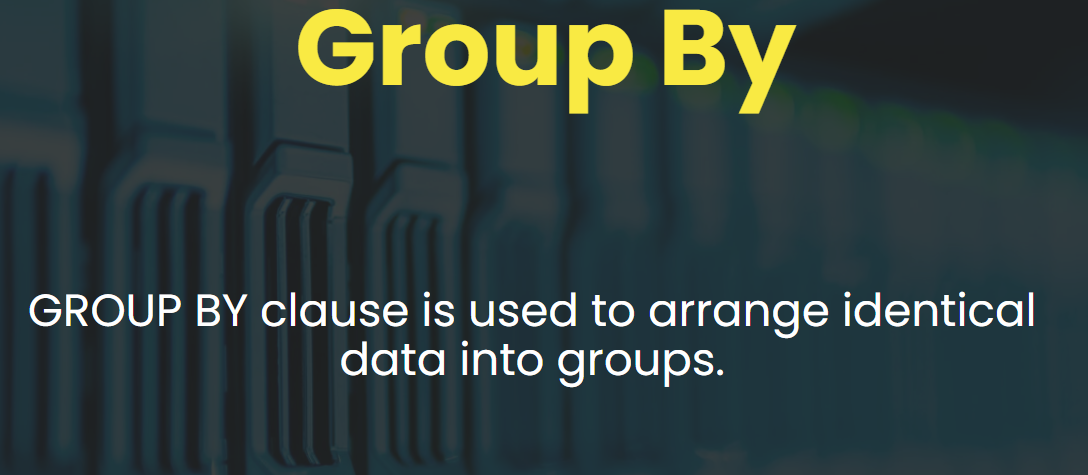 Group By
GROUP BY clause is used to arrange identical
data into groups.